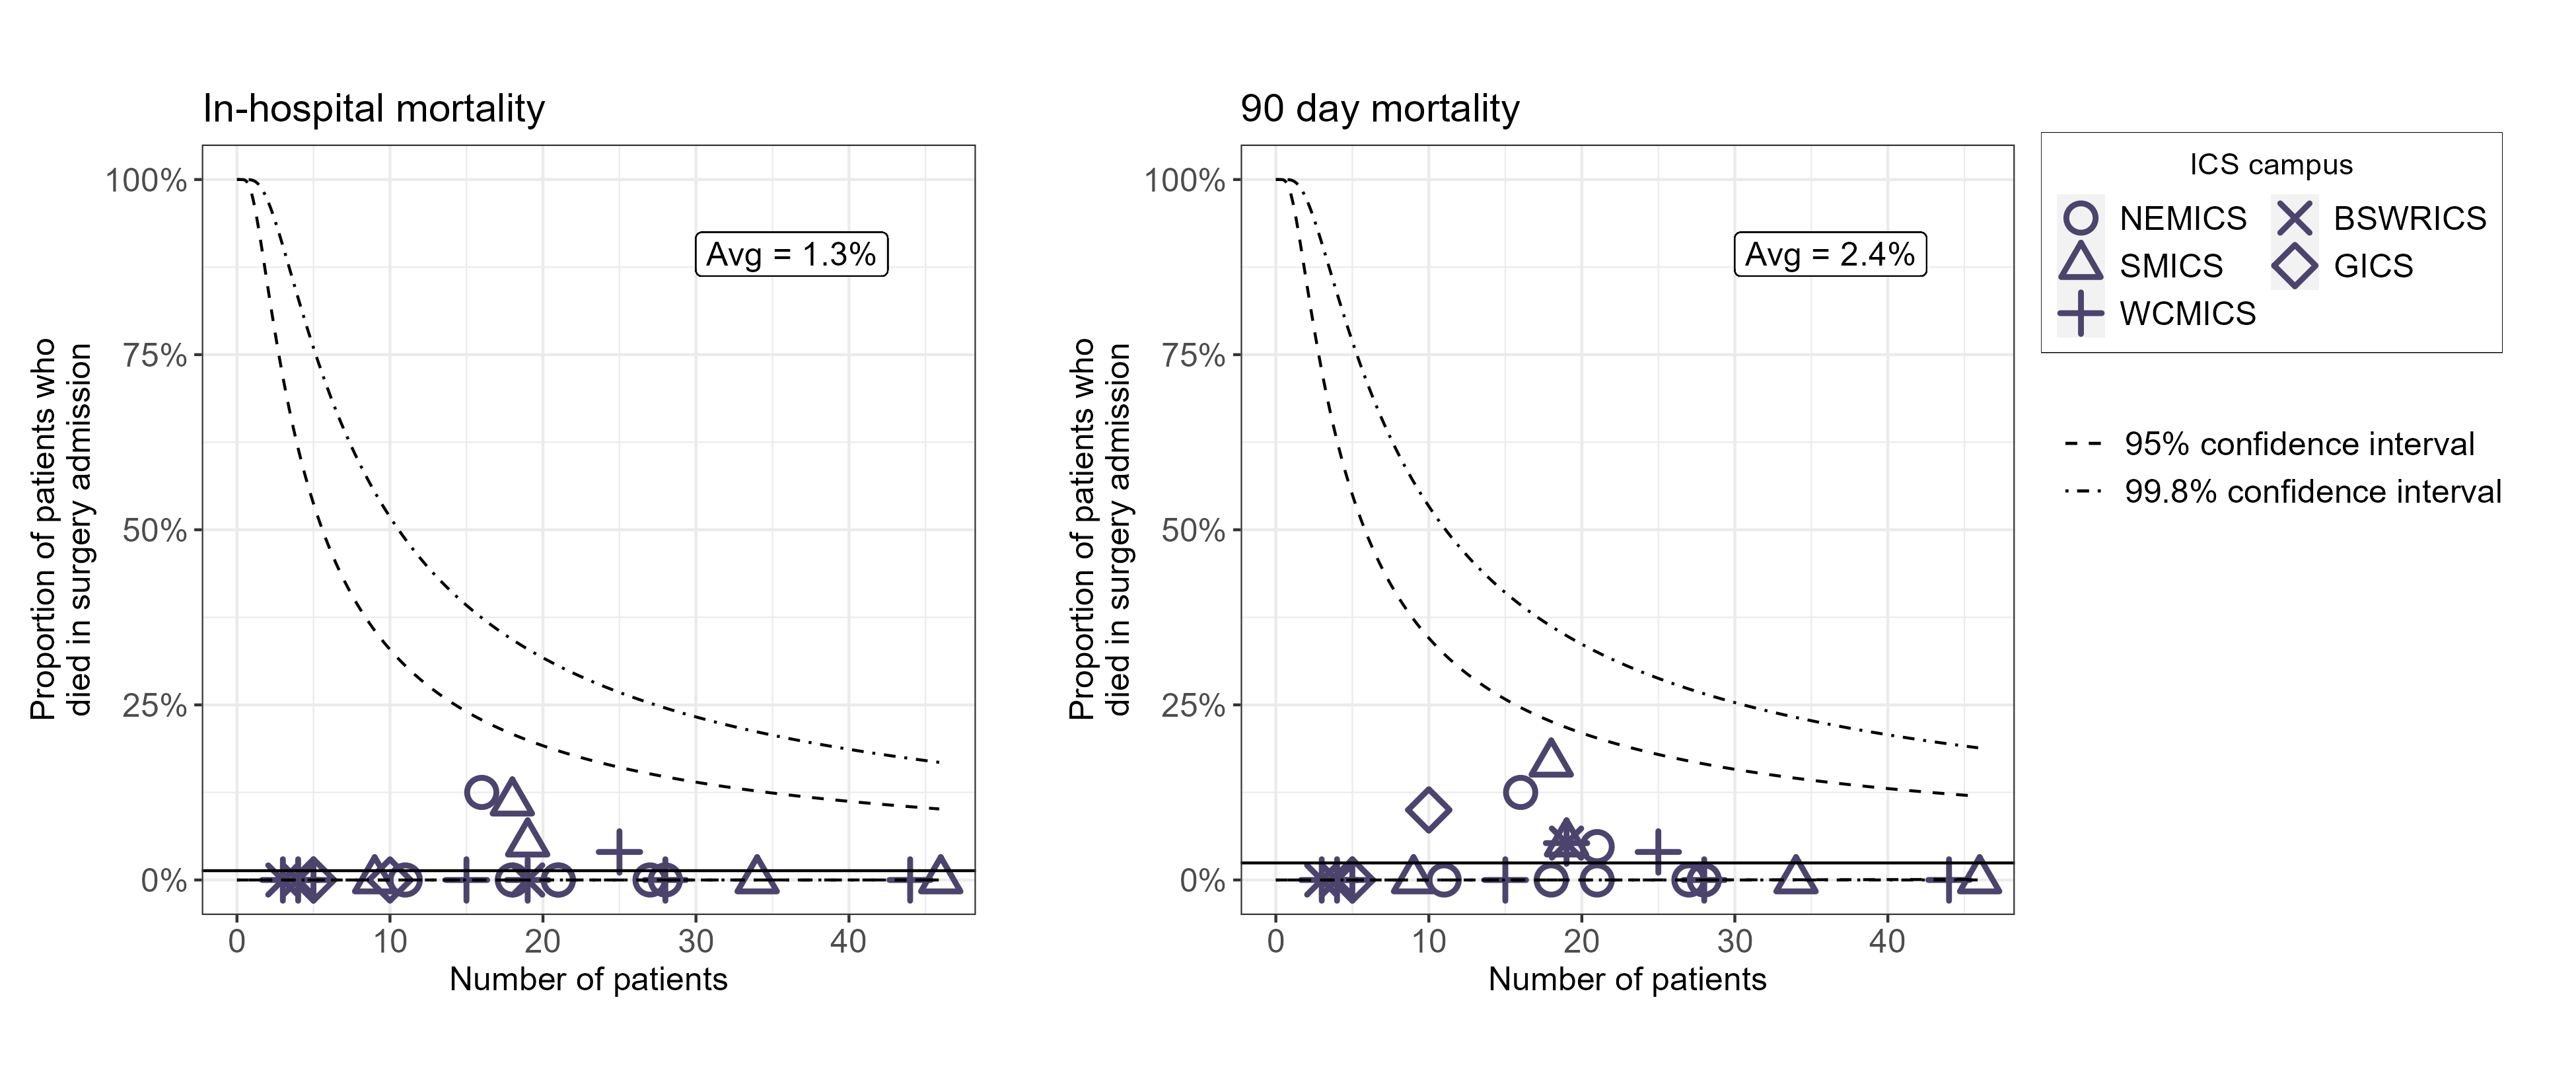 In-hospital mortality
Proportion of patients who
died in surgery admission
100%
75%
50%
25%
0%
Avg = 1.3%
0 10 20 30 40
Number of patients
90 day mortality
Proportion of patients who
died in surgery admission
100%
75%
50%
25%
0%
Avg = 2.4%
0 10 20 30 40
Number of patients
ICS campus
NEMICS BSWRICS
SMICS GICS
WCMICS
95% confidence interval
99.8% confidence interval